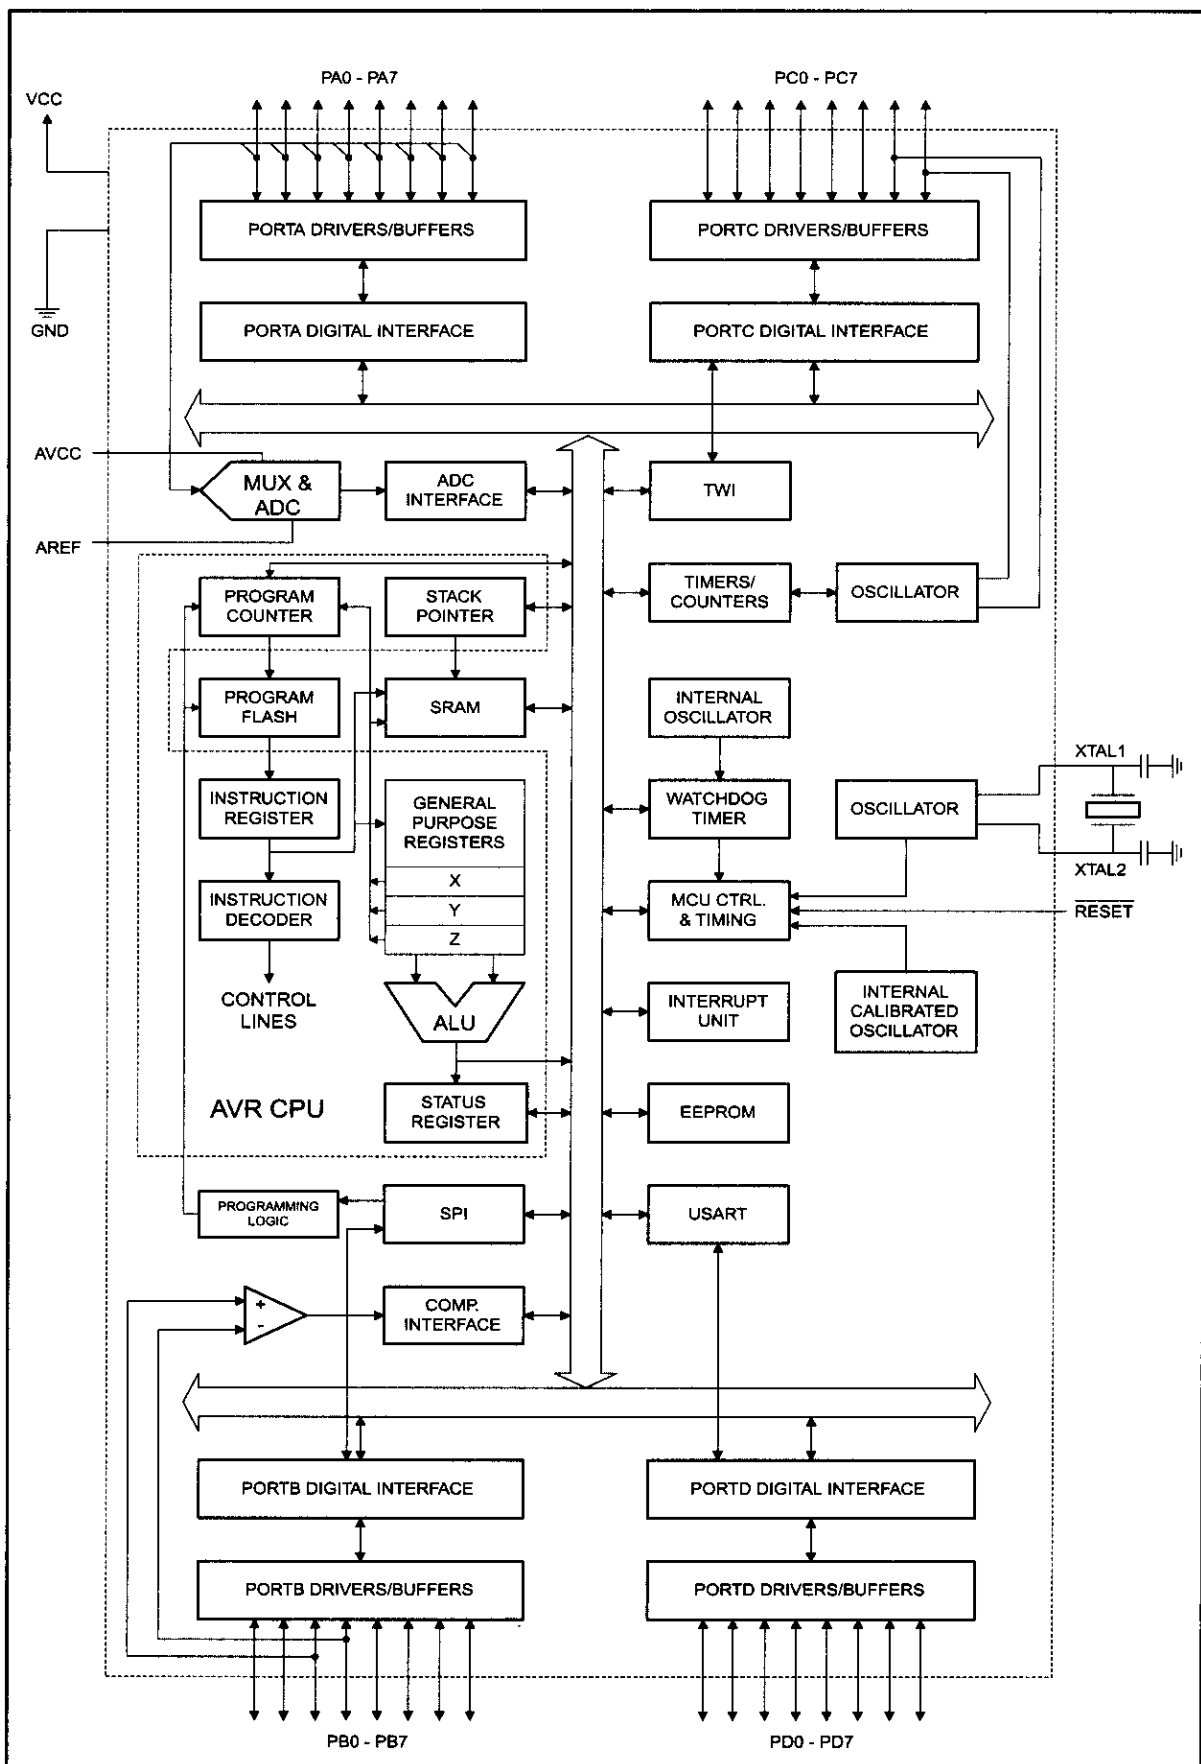 PA0 - PA7
PC0 - PC7
VCC
PORTA DRIVERS/BUFFERS
PORTC DRIVERS/BUFFERS
GND
PORTA DIGITAL INTERFACE
PORTC DIGITAL INTERFACE
AVCC
MUX &
ADC
ADC
INTERFACE
TWI
AREF
PROGRAM
COUNTER
STACK
POINTER
TIMERS/
COUNTERS
OSCILLATOR
PROGRAM
FLASH
SRAM
INTERNAL
OSCILLATOR
XTAL1
INSTRUCTION
REGISTER
GENERAL
PURPOSE
REGISTERS
WATCHDOG
TIMER
OSCILLATOR
XTAL2
X
INSTRUCTION
DECODER
Y
MCU CTRL.
& TIMING
RESET
Z
CONTROL
LINES
ALU
INTERRUPT
UNIT
INTERNAL
CALIBRATED
OSCILLATOR
AVR CPU
STATUS
REGISTER
EEPROM
PROGRAMMING
LOGIC
SPI
USART
+
-
COMP.
INTERFACE
PORTB DIGITAL INTERFACE
PORTD DIGITAL INTERFACE
PORTB DRIVERS/BUFFERS
PORTD DRIVERS/BUFFERS
PB0 - PB7
PD0 - PD7